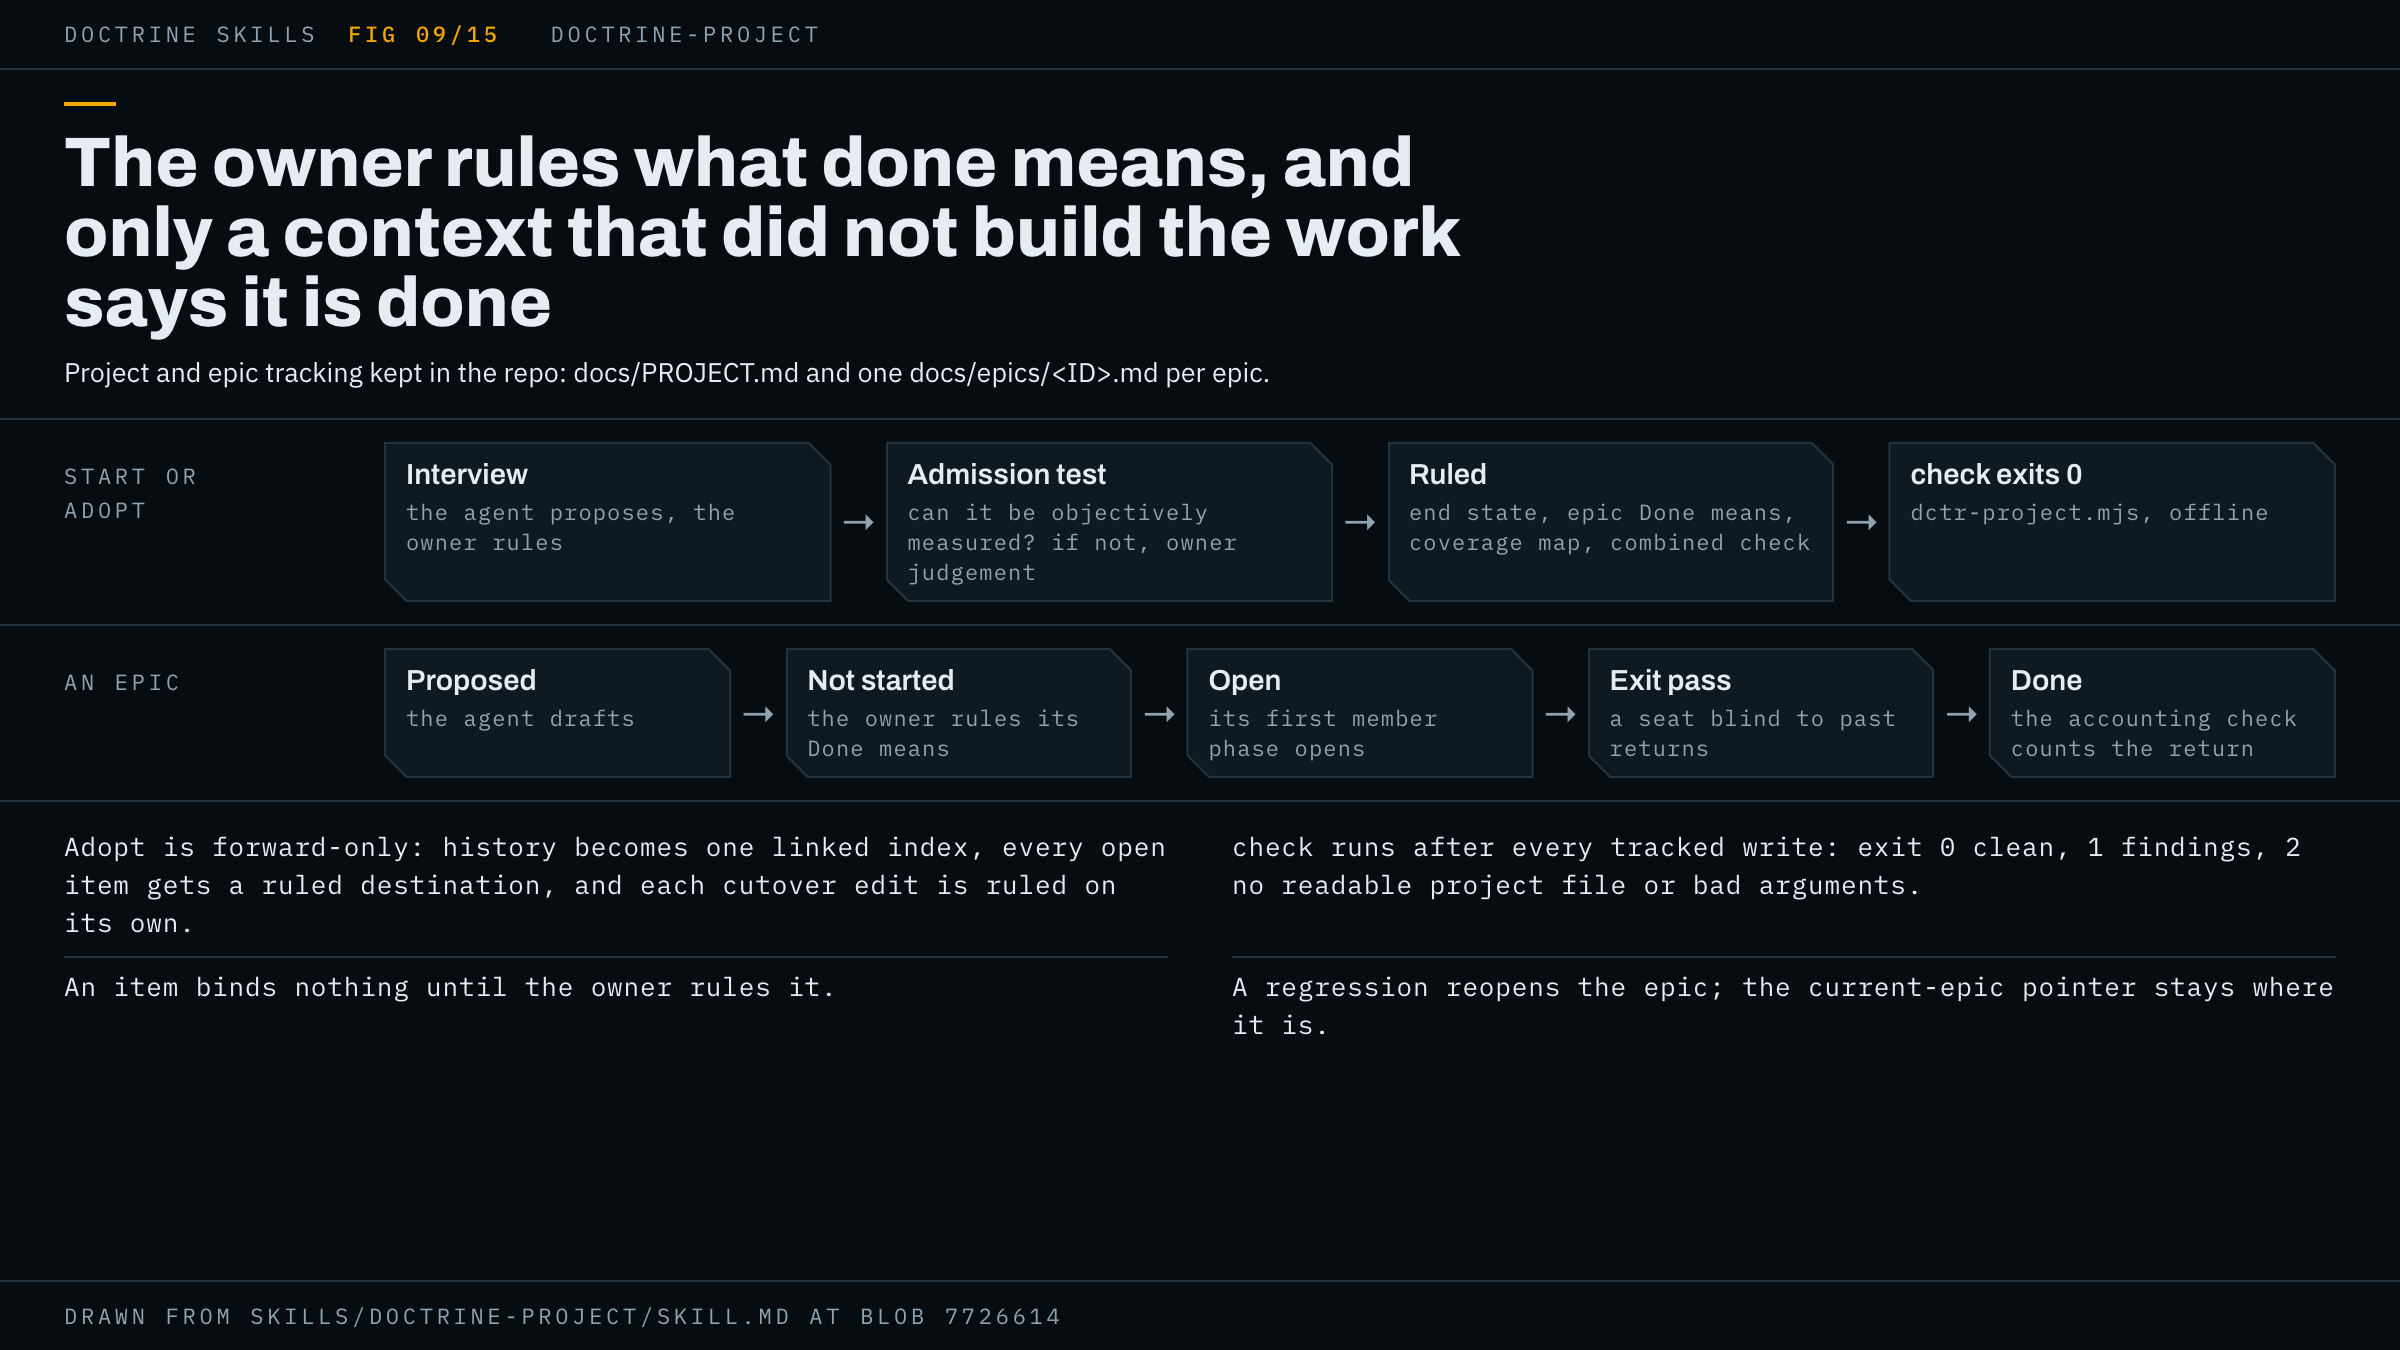 DOCTRINE SKILLS FIG 09/15 DOCTRINE-PROJECT
The owner rules what done means, and
only a context that did not build the work
says it is done
Project and epic tracking kept in the repo: docs/PROJECT.md and one docs/epics/<ID>.md per epic.
START OR
ADOPT
Interview
the agent proposes, the
owner rules
→
Admission test
can it be objectively
measured? if not, owner
judgement
→
Ruled
end state, epic Done means,
coverage map, combined check
→
check exits 0
dctr-project.mjs, offline
AN EPIC
Proposed
the agent drafts
→
Not started
the owner rules its
Done means
→
Open
its first member
phase opens
→
Exit pass
a seat blind to past
returns
→
Done
the accounting check
counts the return
Adopt is forward-only: history becomes one linked index, every open
item gets a ruled destination, and each cutover edit is ruled on
its own.
An item binds nothing until the owner rules it.
check runs after every tracked write: exit 0 clean, 1 findings, 2
no readable project file or bad arguments.
A regression reopens the epic; the current-epic pointer stays where
it is.
DRAWN FROM SKILLS/DOCTRINE-PROJECT/SKILL.MD AT BLOB 7726614